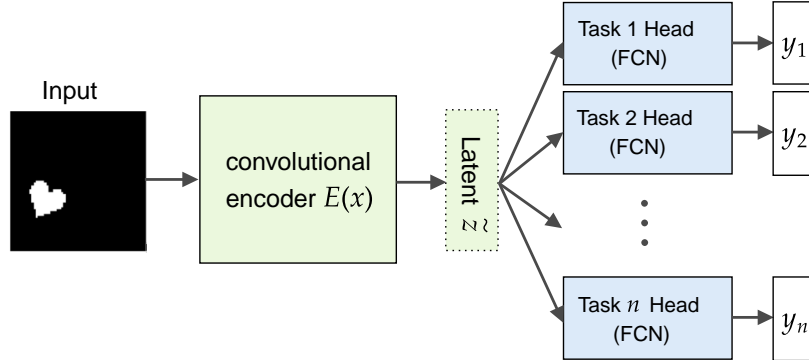 Input
convolutional
encoder E(x)
Latent z̃
Task 1 Head
(FCN)
y₁
Task 2 Head
(FCN)
y₂
Task n Head
(FCN)
yₙ